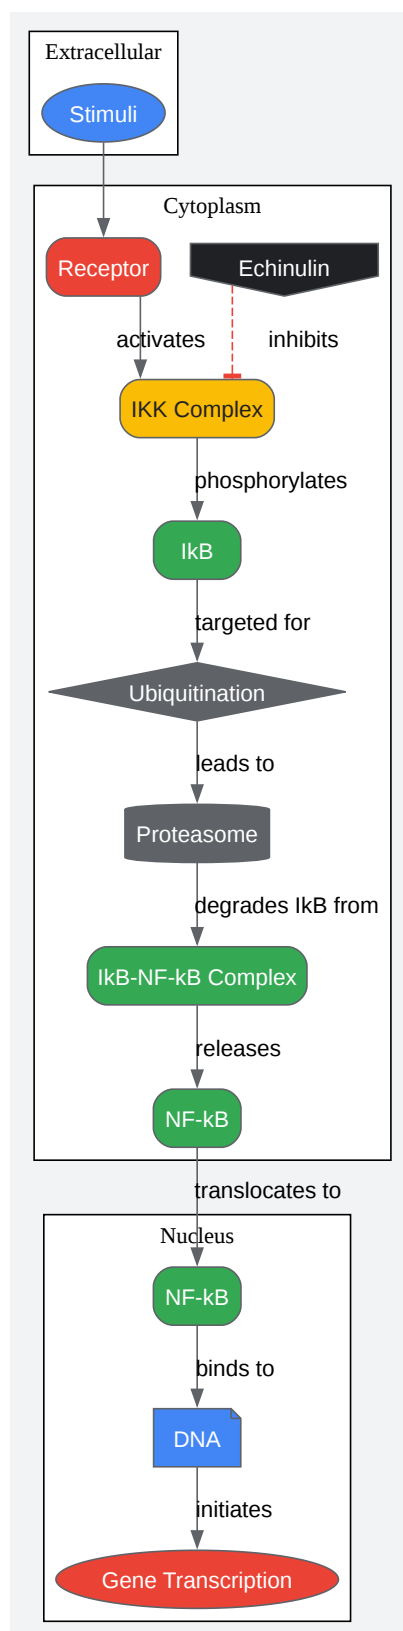 Extracellular
Stimuli
Cytoplasm
Receptor
Echinulin
activates
inhibits
IKK Complex
phosphorylates
IkB
targeted for
Ubiquitination
leads to
Proteasome
degrades IkB from
IkB-NF-kB Complex
releases
NF-kB
translocates to
Nucleus
NF-kB
binds to
DNA
initiates
Gene Transcription